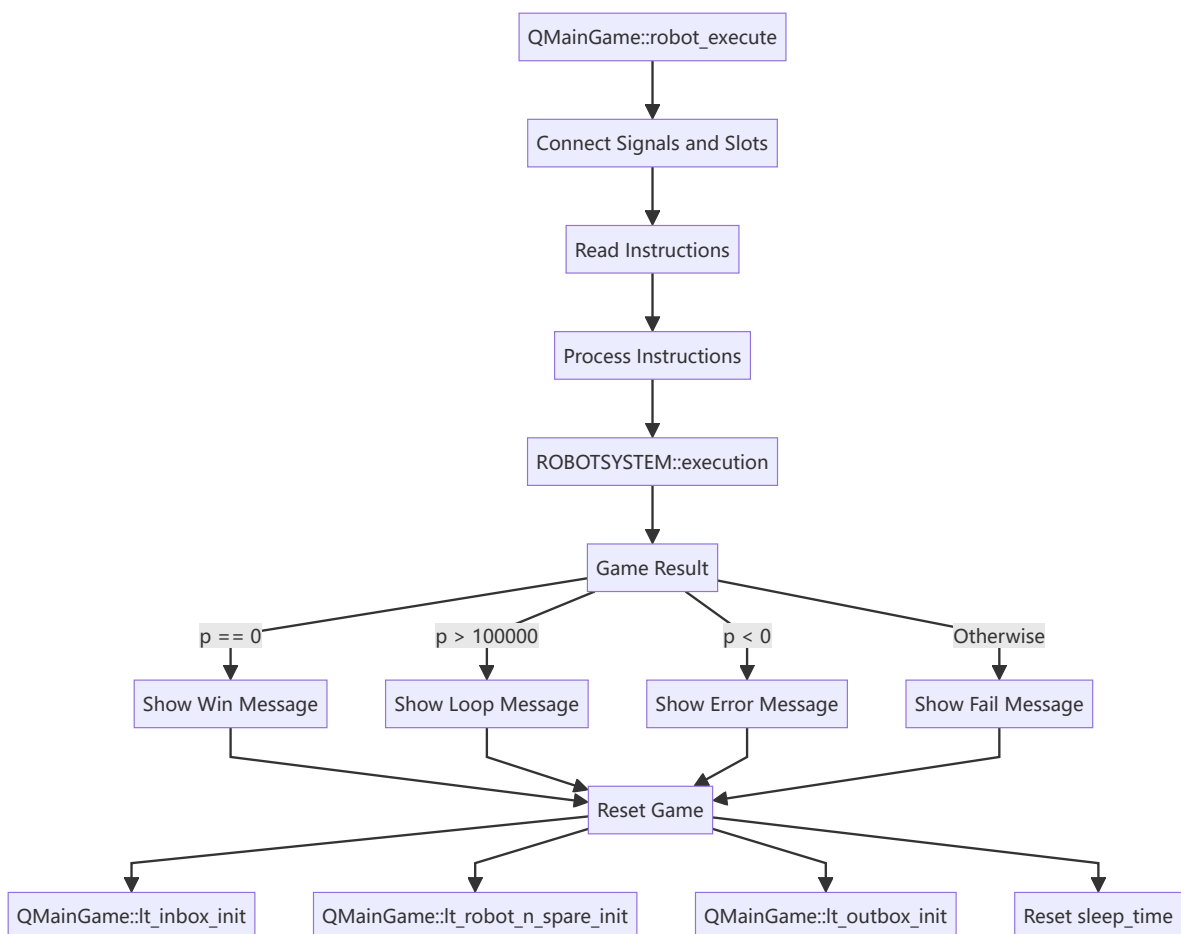 QMainGame::robot_execute
Connect Signals and Slots
Read Instructions
Process Instructions
ROBOTSYSTEM::execution
Game Result
p == 0
p > 100000
p < 0
Otherwise
Show Win Message
Show Loop Message
Show Error Message
Show Fail Message
Reset Game
QMainGame::lt_inbox_init
QMainGame::lt_robot_n_spare_init
QMainGame::lt_outbox_init
Reset sleep_time